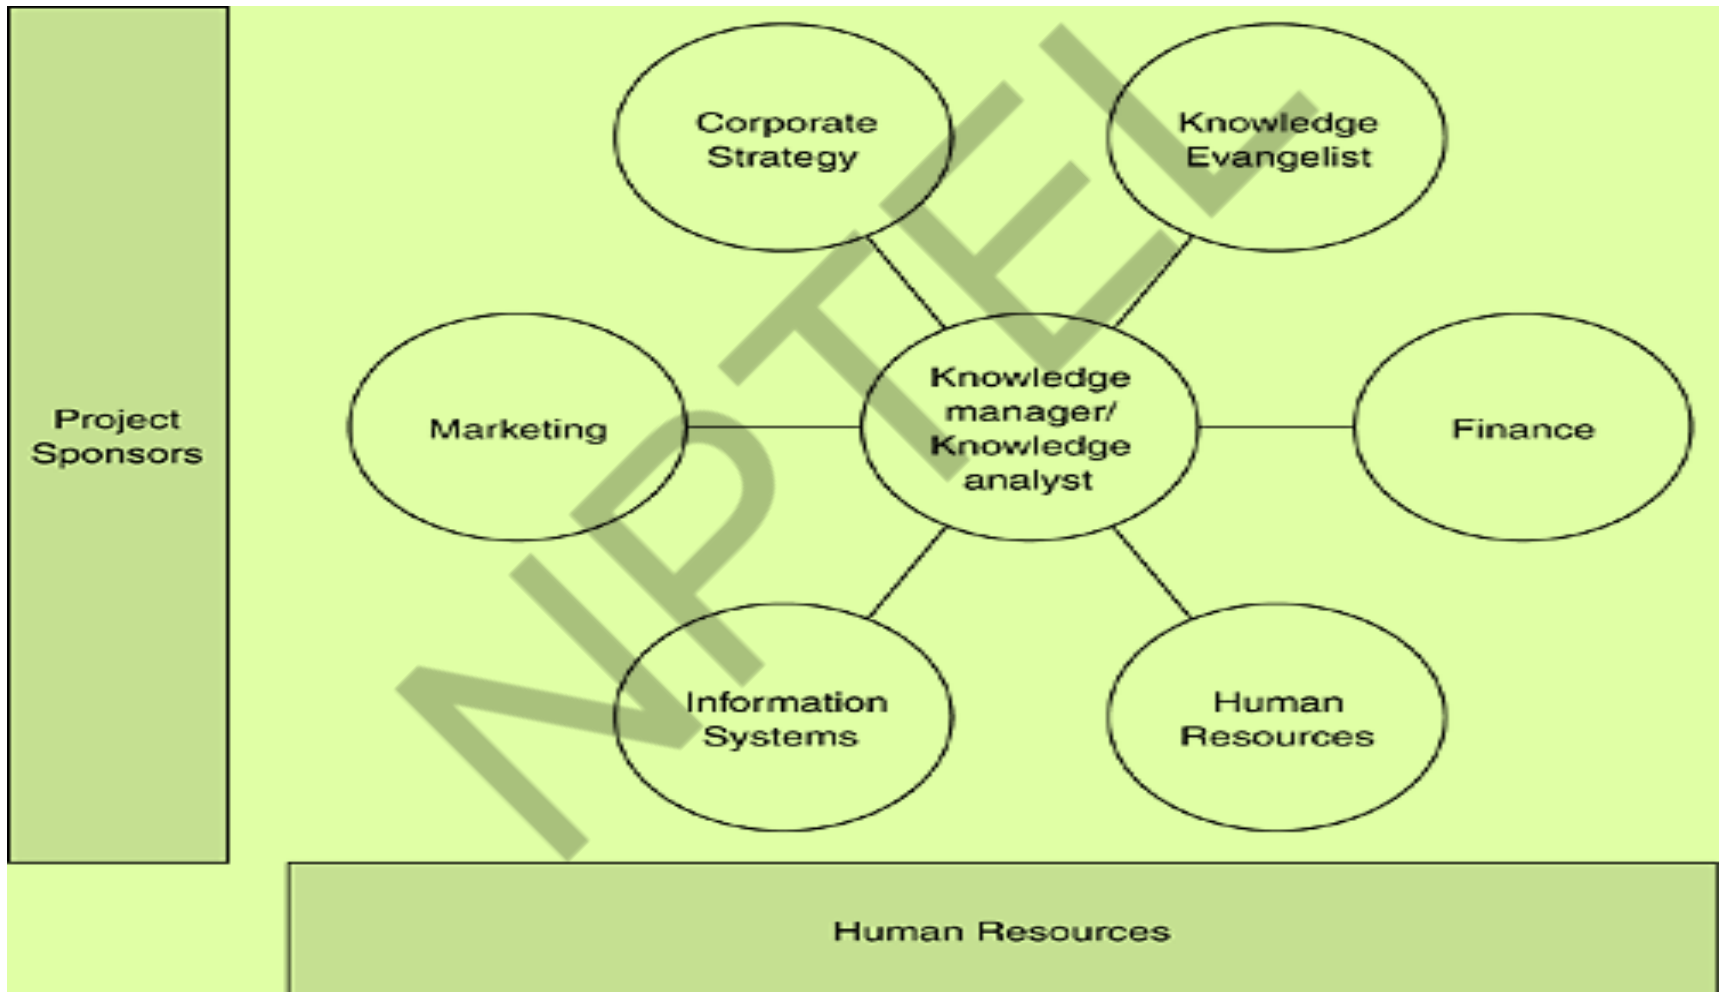 Corporate
Strategy
Knowledge
Evangelist
Project
Sponsors
Marketing
Knowledge
manager/
Knowledge
analyst
Finance
Information
Systems
Human
Resources
Human Resources
NPTEL